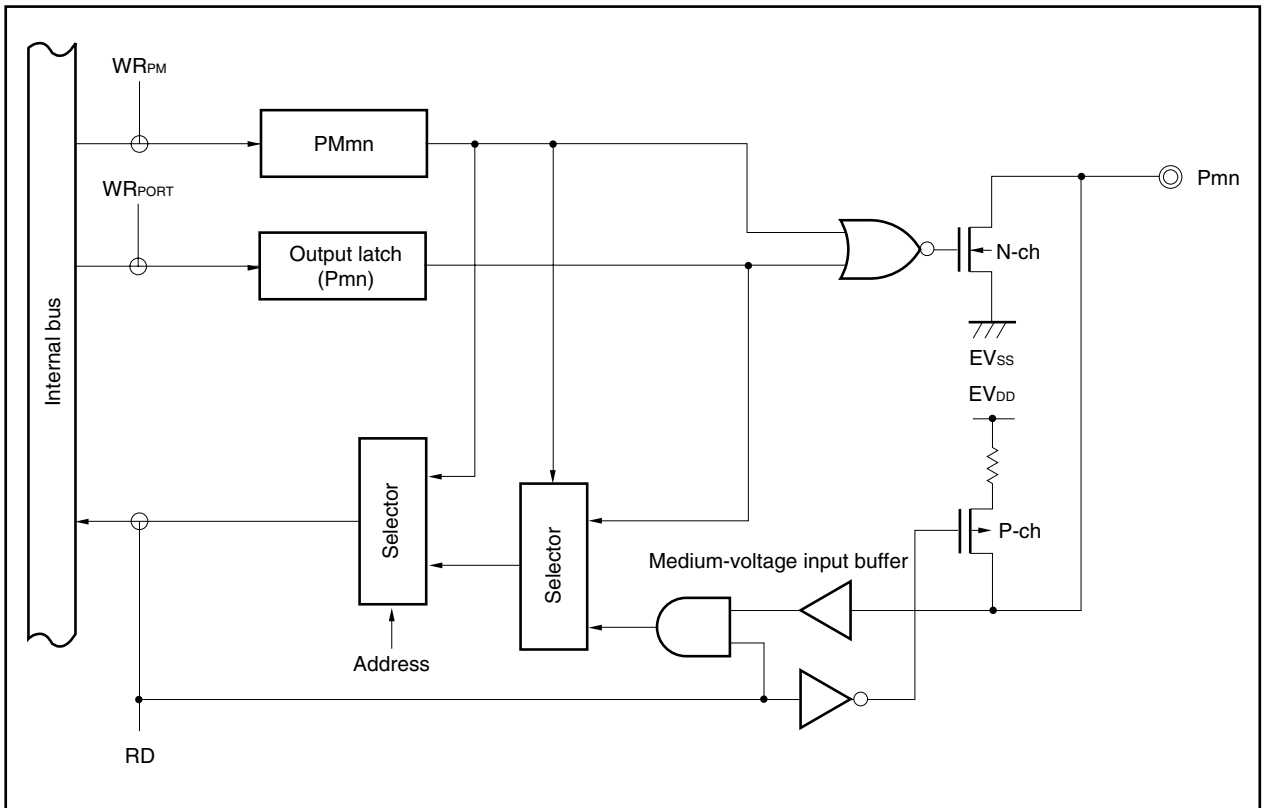 WRPM
PMmn
WRPORT
Output latch
(Pmn)
Pmn
N-ch
EVSS
EVDD
Internal bus
Selector
Selector
P-ch
Medium-voltage input buffer
Address
RD